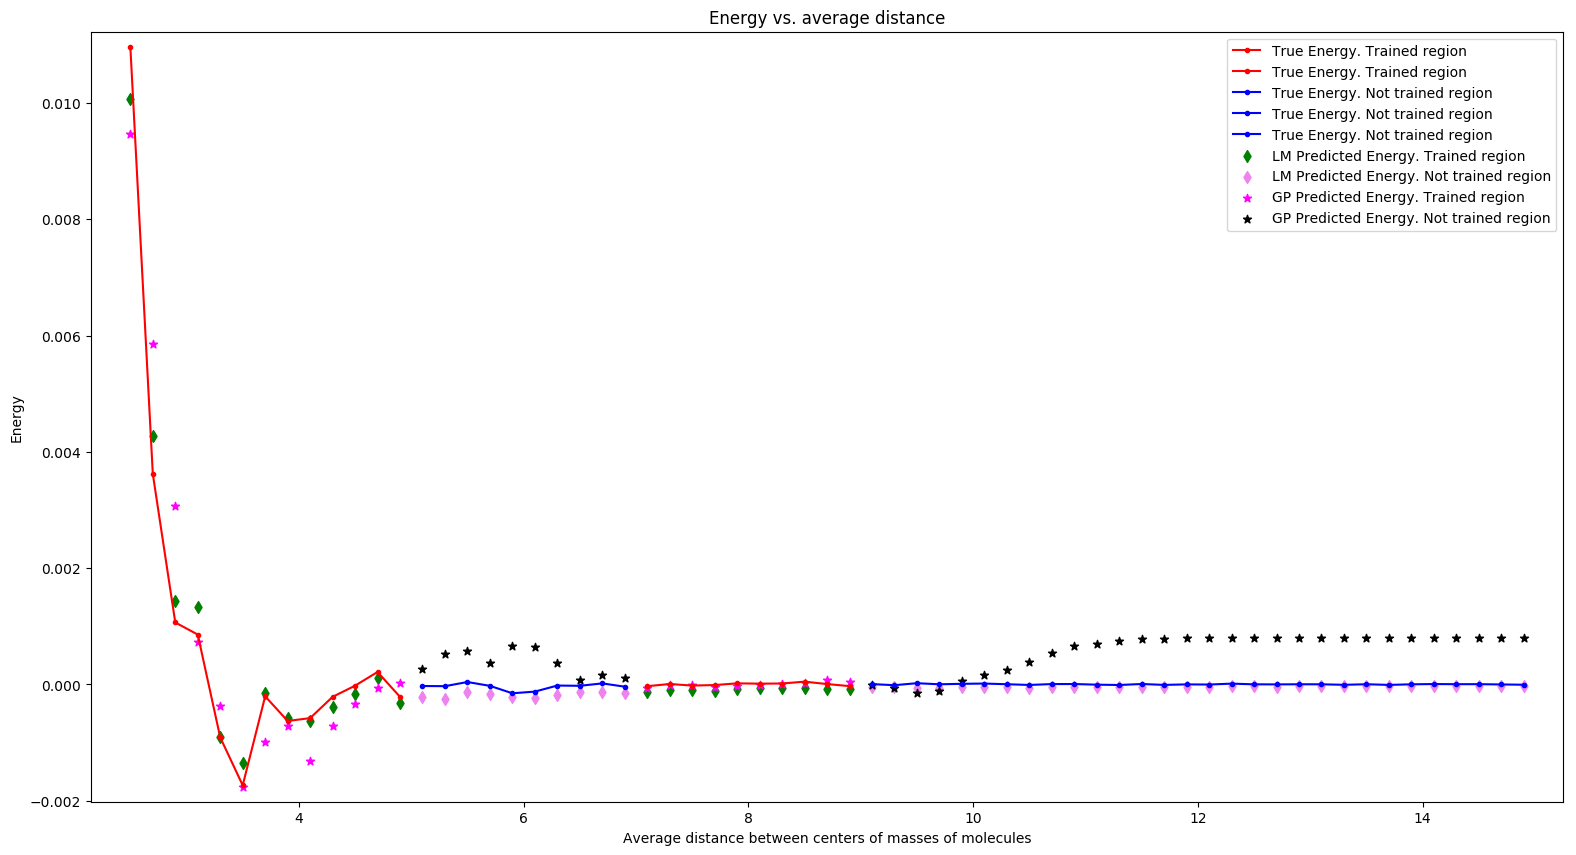 Energy vs. average distance
True Energy. Trained region
True Energy. Trained region
True Energy. Not trained region
True Energy. Not trained region
True Energy. Not trained region
LM Predicted Energy. Trained region
LM Predicted Energy. Not trained region
GP Predicted Energy. Trained region
GP Predicted Energy. Not trained region
Energy
0.010
0.008
0.006
0.004
0.002
0.000
−0.002
4 6 8 10 12 14
Average distance between centers of masses of molecules